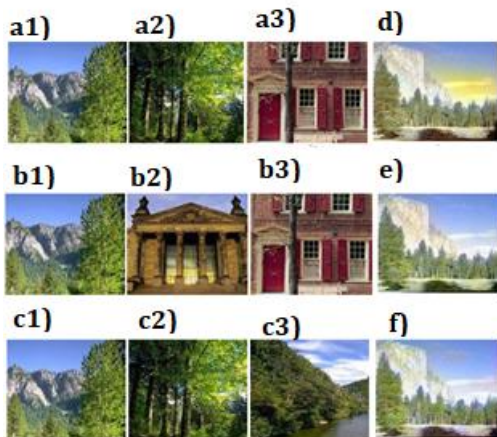 a1) a2) a3) d)
b1) b2) b3) e)
c1) c2) c3) f)